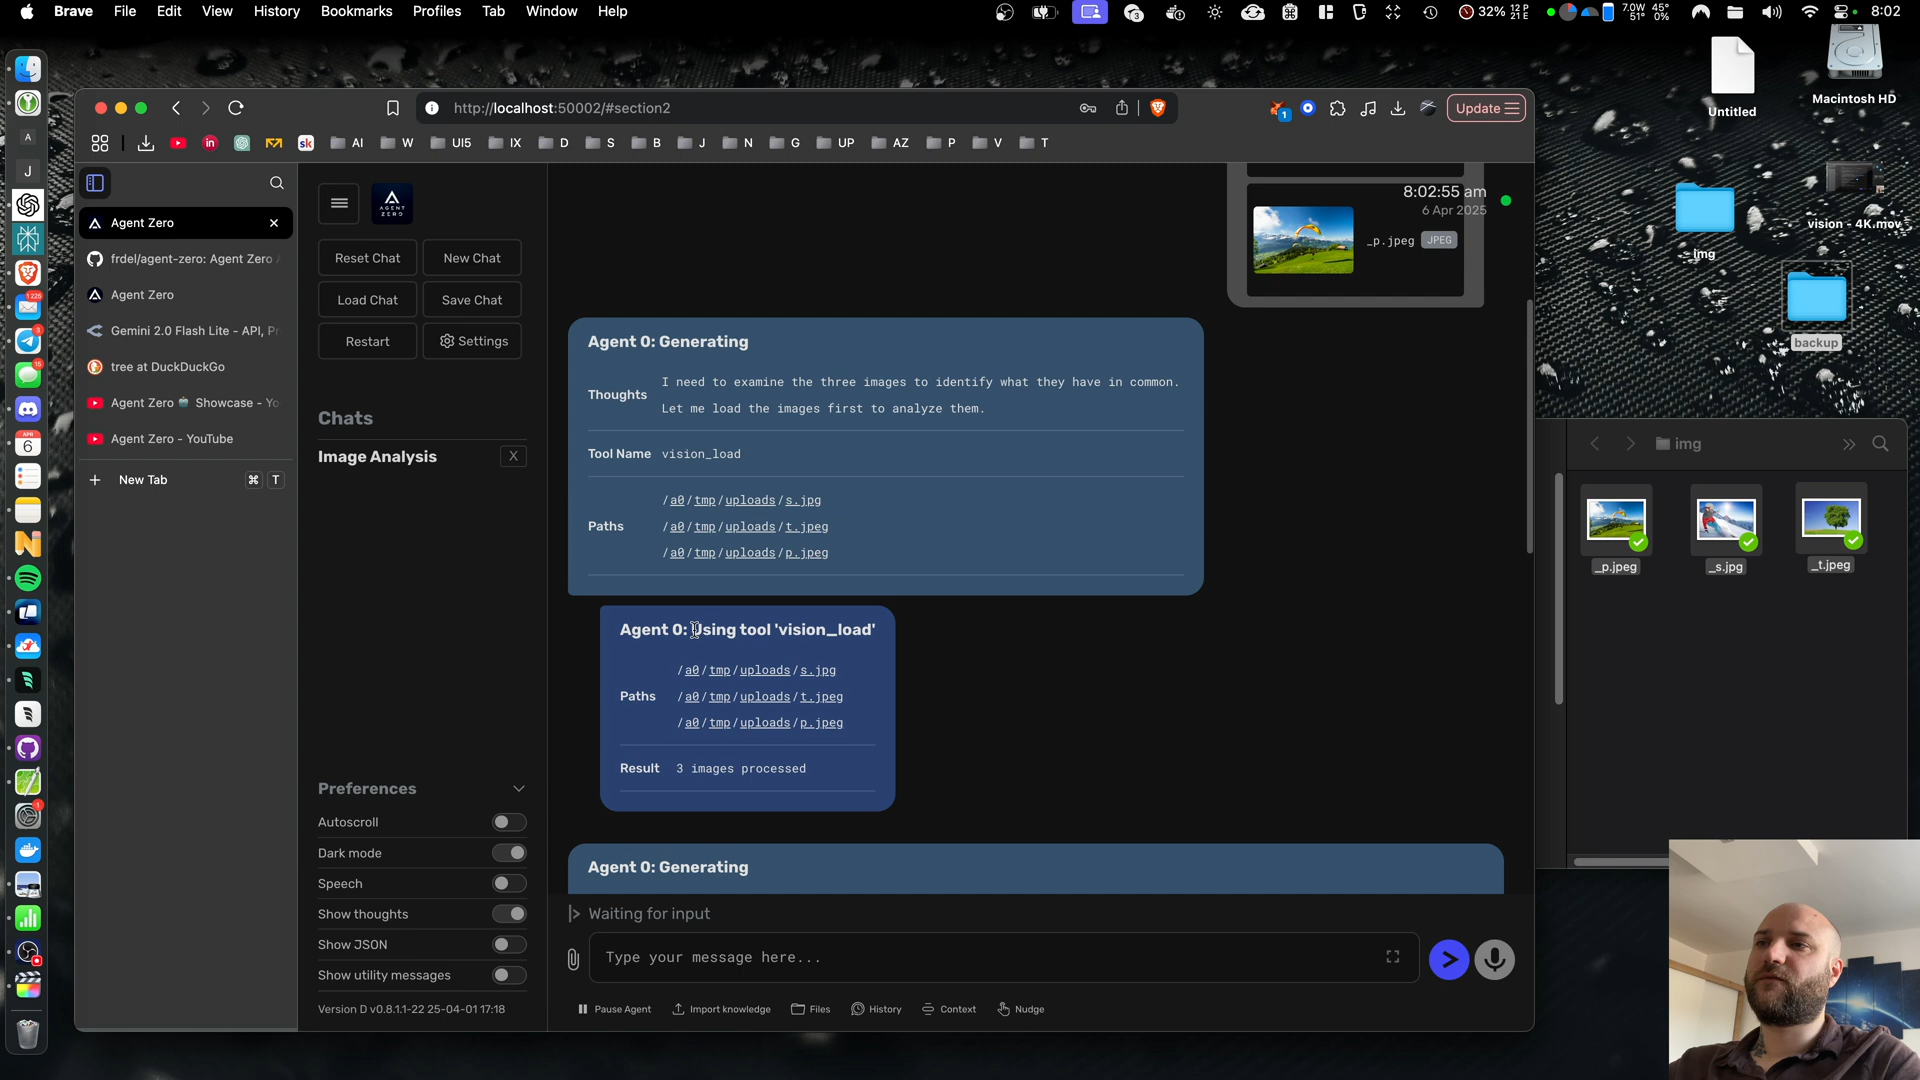 Brave File Edit View History Bookmarks Profiles Tab Window Help
32% 12 P 21 E
7.0W 51° 45° 0%
8:02
Untitled
Macintosh HD
img
vision - 4K.mov
backup
http://localhost:50002/#section2
Update
AI W UI5 IX D S B J N G UP AZ P V T
Agent Zero
frdel/agent-zero: Agent Zero
Agent Zero
Gemini 2.0 Flash Lite - API, Pr
tree at DuckDuckGo
Agent Zero Showcase - Yo
Agent Zero - YouTube
New Tab ⌘ T
AGENT ZERO
Reset Chat New Chat
Load Chat Save Chat
Restart Settings
Chats
Image Analysis X
Preferences
Autoscroll
Dark mode
Speech
Show thoughts
Show JSON
Show utility messages
Version D v0.8.1.1-22 25-04-01 17:18
8:02:55 am
6 Apr 2025
_p.jpeg JPEG
Agent 0: Generating
Thoughts
I need to examine the three images to identify what they have in common.
Let me load the images first to analyze them.
Tool Name vision_load
Paths
/a0/tmp/uploads/s.jpg
/a0/tmp/uploads/t.jpeg
/a0/tmp/uploads/p.jpeg
Agent 0: Using tool 'vision_load'
Paths
/a0/tmp/uploads/s.jpg
/a0/tmp/uploads/t.jpeg
/a0/tmp/uploads/p.jpeg
Result 3 images processed
Agent 0: Generating
Waiting for input
Type your message here...
Pause Agent Import knowledge Files History Context Nudge
img
_p.jpeg
_s.jpg
_t.jpeg